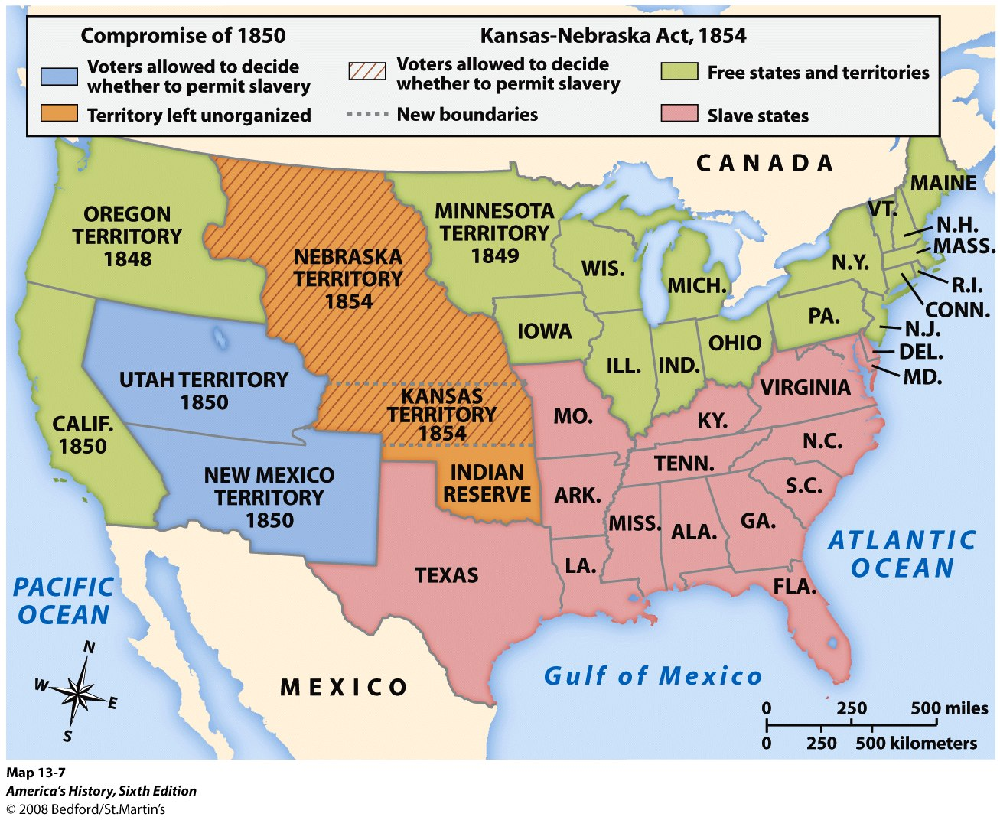 Compromise of 1850
Voters allowed to decide
whether to permit slavery
Territory left unorganized
Kansas-Nebraska Act, 1854
Voters allowed to decide
whether to permit slavery
New boundaries
Free states and territories
Slave states
CANADA
OREGON
TERRITORY
1848
NEBRASKA
TERRITORY
1854
MINNESOTA
TERRITORY
1849
WIS.
MICH.
IOWA
ILL.
IND.
OHIO
PA.
N.Y.
VT.
MAINE
N.H.
MASS.
R.I.
CONN.
N.J.
DEL.
MD.
VIRGINIA
UTAH TERRITORY
1850
KANSAS
TERRITORY
1854
CALIF.
1850
NEW MEXICO
TERRITORY
1850
INDIAN
RESERVE
MO.
KY.
N.C.
TENN.
S.C.
ARK.
MISS.
ALA.
GA.
LA.
FLA.
TEXAS
PACIFIC
OCEAN
ATLANTIC
OCEAN
Gulf of Mexico
MEXICO
N
W
E
S
0 250 500 miles
0 250 500 kilometers
Map 13-7
America's History, Sixth Edition
© 2008 Bedford/St.Martin's